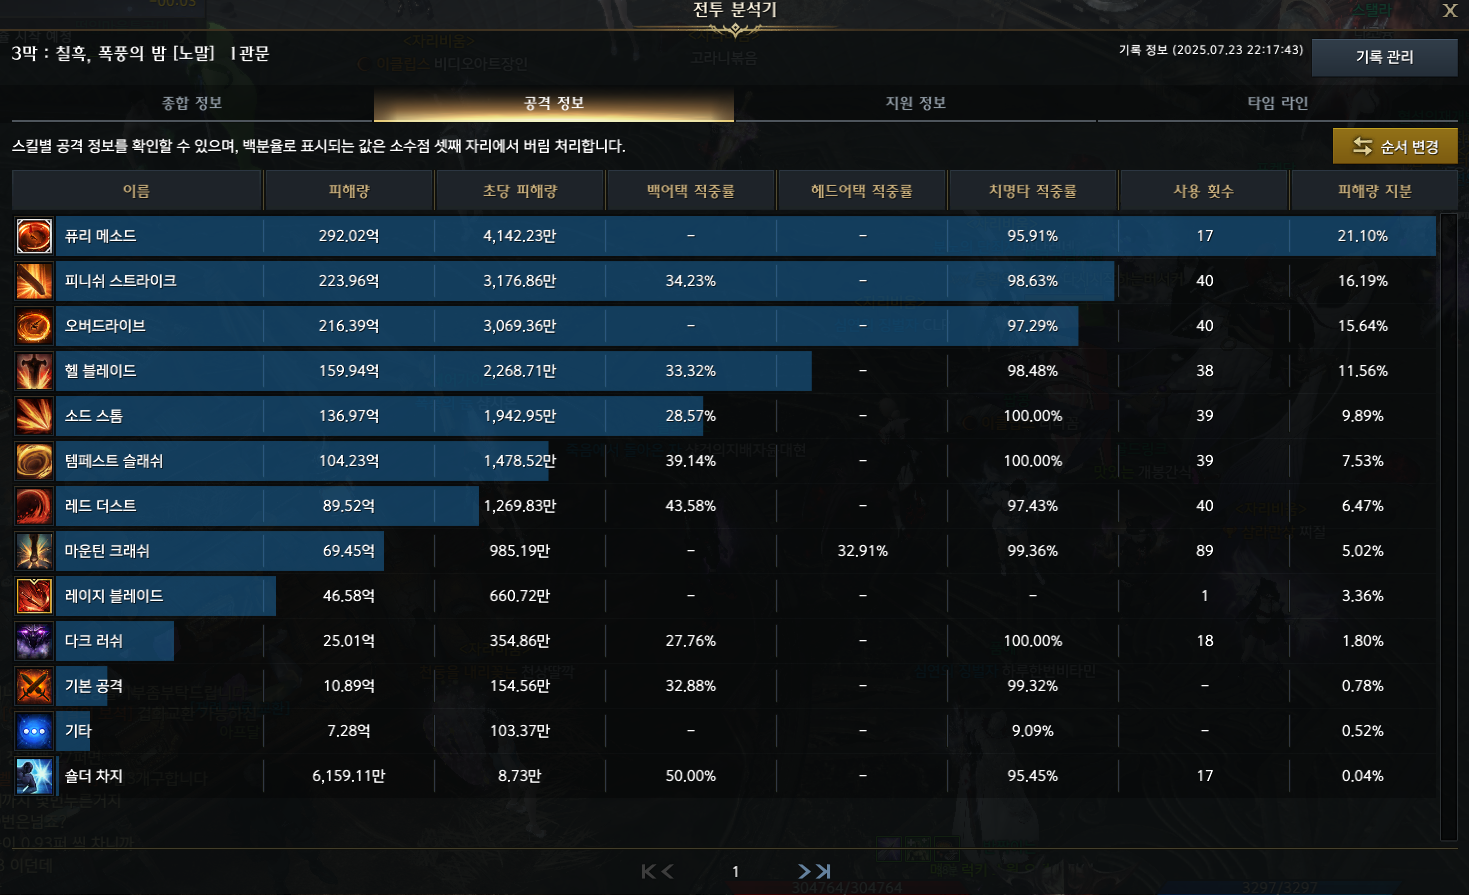 전투 분석기
X
3막 : 칠흑, 폭풍의 밤 [노말] 1관문
기록 정보 (2025.07.23 22:17:43)
기록 관리
종합 정보 공격 정보 지원 정보 타임 라인
스킬별 공격 정보를 확인할 수 있으며, 백분율로 표시되는 값은 소수점 셋째 자리에서 버림 처리합니다.
순서 변경
이름 피해량 초당 피해량 백어택 적중률 헤드어택 적중률 치명타 적중률 사용 횟수 피해량 지분
퓨리 메소드 292.02억 4,142.23만 - - 95.91% 17 21.10%
피니쉬 스트라이크 223.96억 3,176.86만 34.23% - 98.63% 40 16.19%
오버드라이브 216.39억 3,069.36만 - - 97.29% 40 15.64%
헬 블레이드 159.94억 2,268.71만 33.32% - 98.48% 38 11.56%
소드 스톰 136.97억 1,942.95만 28.57% - 100.00% 39 9.89%
템페스트 슬래쉬 104.23억 1,478.52만 39.14% - 100.00% 39 7.53%
레드 더스트 89.52억 1,269.83만 43.58% - 97.43% 40 6.47%
마운틴 크래쉬 69.45억 985.19만 - 32.91% 99.36% 89 5.02%
레이지 블레이드 46.58억 660.72만 - - - 1 3.36%
다크 러쉬 25.01억 354.86만 27.76% - 100.00% 18 1.80%
기본 공격 10.89억 154.56만 32.88% - 99.32% - 0.78%
기타 7.28억 103.37만 - - 9.09% - 0.52%
숄더 차지 6,159.11만 8.73만 50.00% - 95.45% 17 0.04%
1
304764/304764
3297/3297